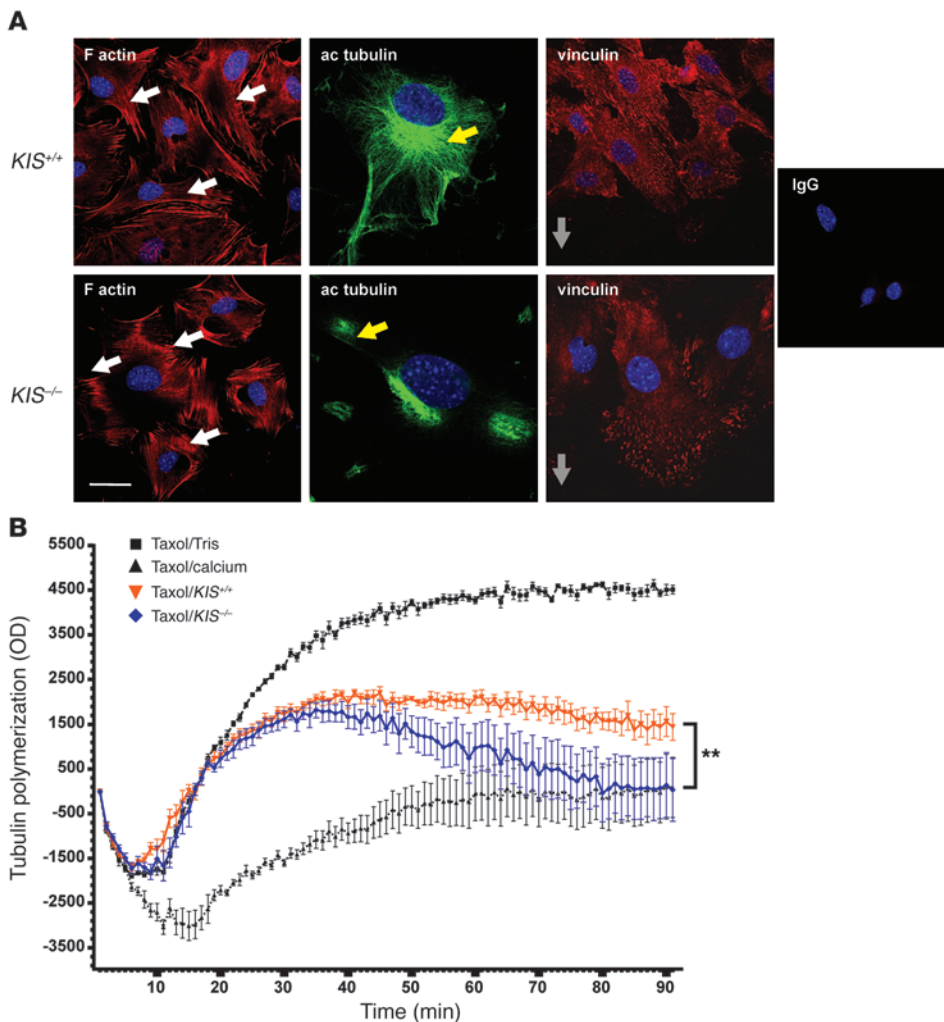 A
F actin
ac tubulin
vinculin
KIS+/+
IgG
F actin
ac tubulin
vinculin
KIS–/–
B
Tubulin polymerization (OD)
5500
4500
3500
2500
1500
500
-500
-1500
-2500
-3500
Taxol/Tris
Taxol/calcium
Taxol/KIS+/+
Taxol/KIS–/–
**
10 20 30 40 50 60 70 80 90
Time (min)